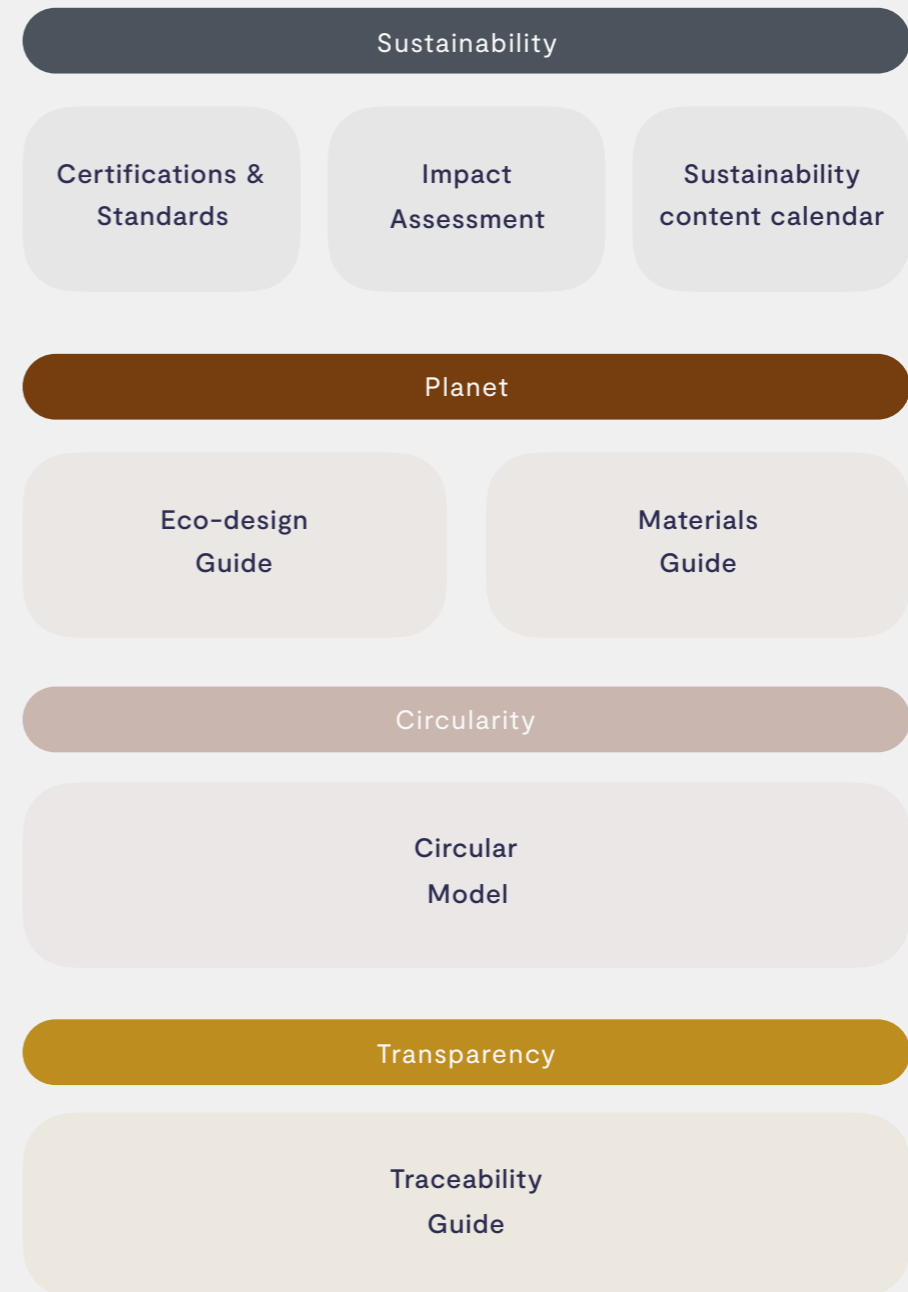 Sustainability
Certifications &
Standards
Impact
Assessment
Sustainability
content calendar
Planet
Eco-design
Guide
Materials
Guide
Circularity
Circular
Model
Transparency
Traceability
Guide